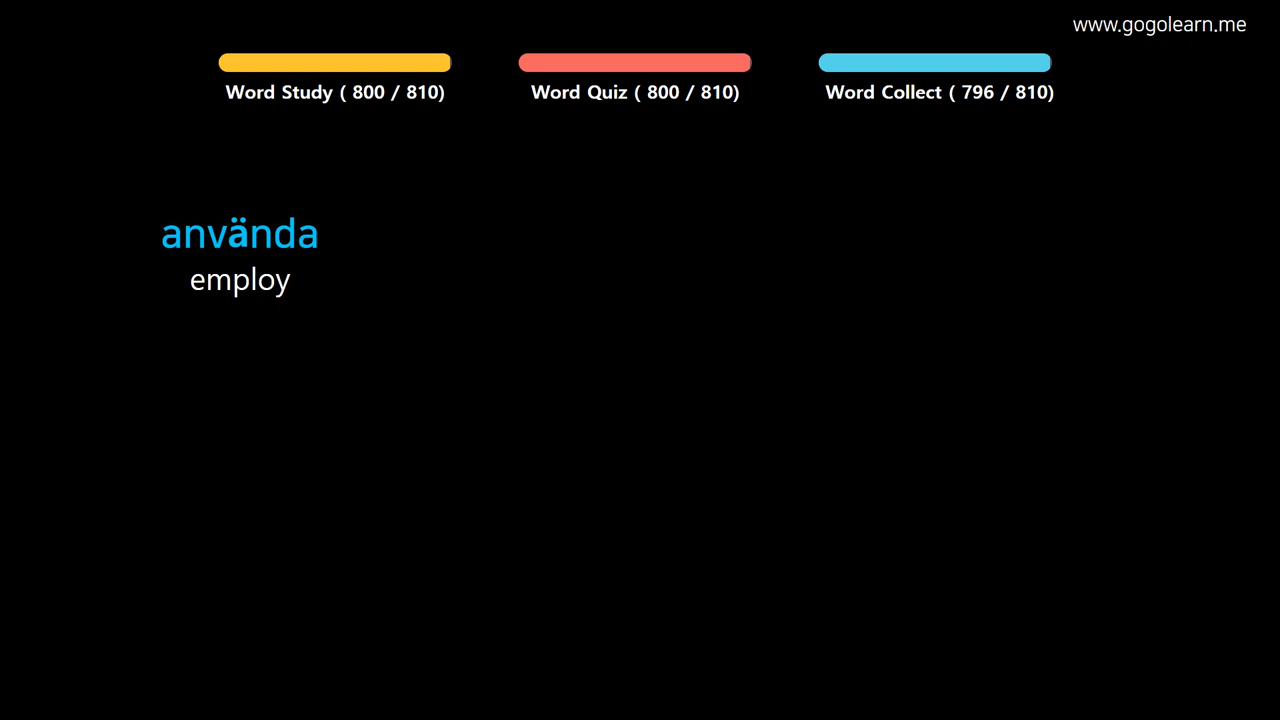 www.gogolearn.me
Word Study ( 800 / 810)
Word Quiz ( 800 / 810)
Word Collect ( 796 / 810)
använda
employ